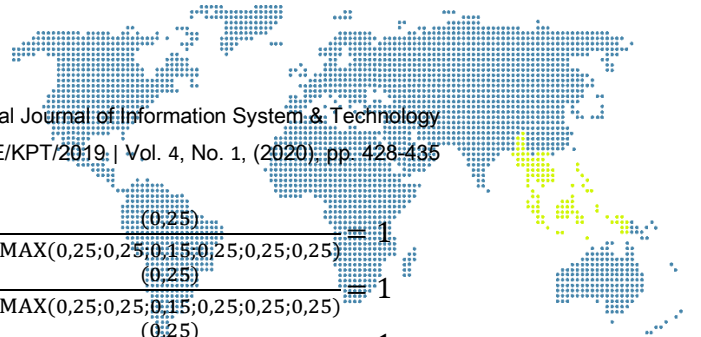 al Journal of Information System & Technology
E/KPT/2019 | Vol. 4, No. 1, (2020), pp. 428-435
(0,25)
MAX(0,25;0,25;0,15;0,25;0,25;0,25) = 1
(0,25)
MAX(0,25;0,25;0,15;0,25;0,25;0,25) = 1
(0,25)